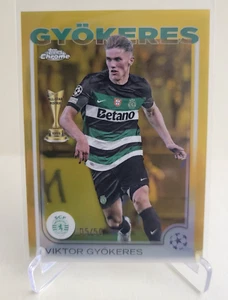 GYÖKERES
Topps
Chrome
Betano
VIKTOR GYÖKERES